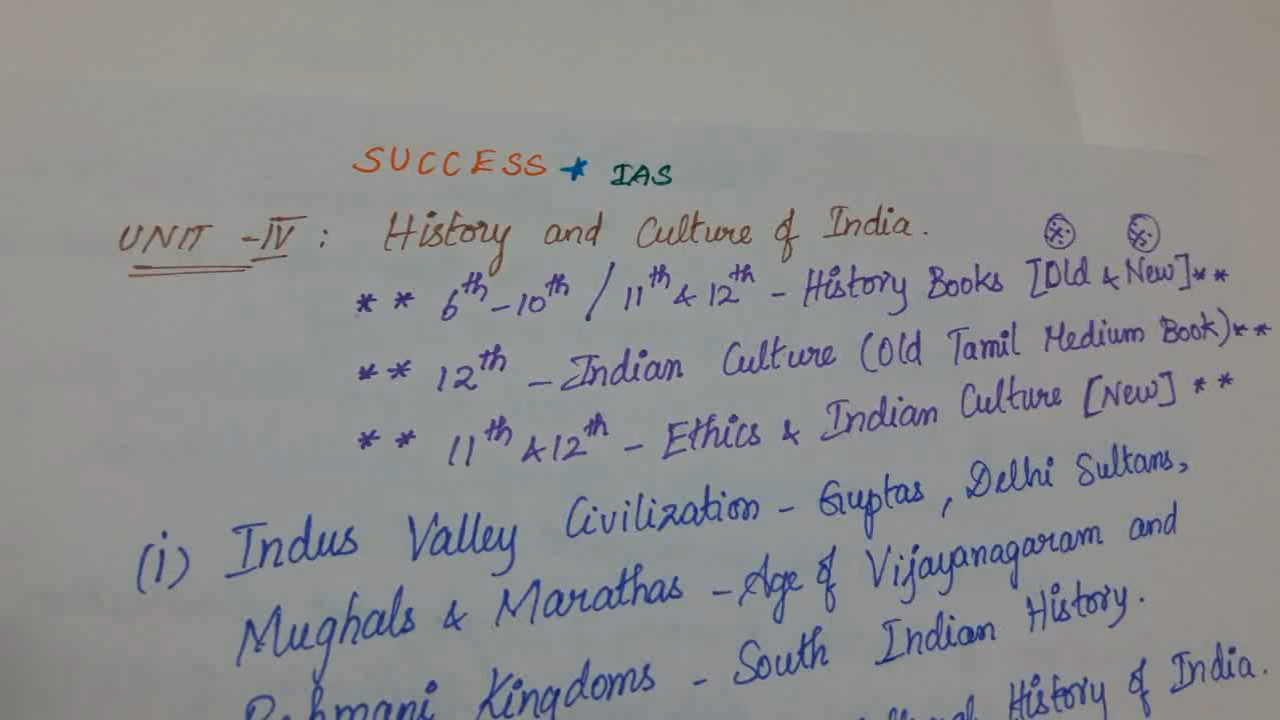 SUCCESS * IAS
UNIT - IV : History and Culture of India.
** 6th - 10th / 11th & 12th - History Books [Old & New] **
** 12th - Indian Culture (Old Tamil Medium Book) **
** 11th & 12th - Ethics & Indian Culture [New] **
(i) Indus Valley Civilization - Guptas, Delhi Sultans,
Mughals & Marathas - Age of Vijayanagaram and
Bahmani Kingdoms - South Indian History.
History of India.